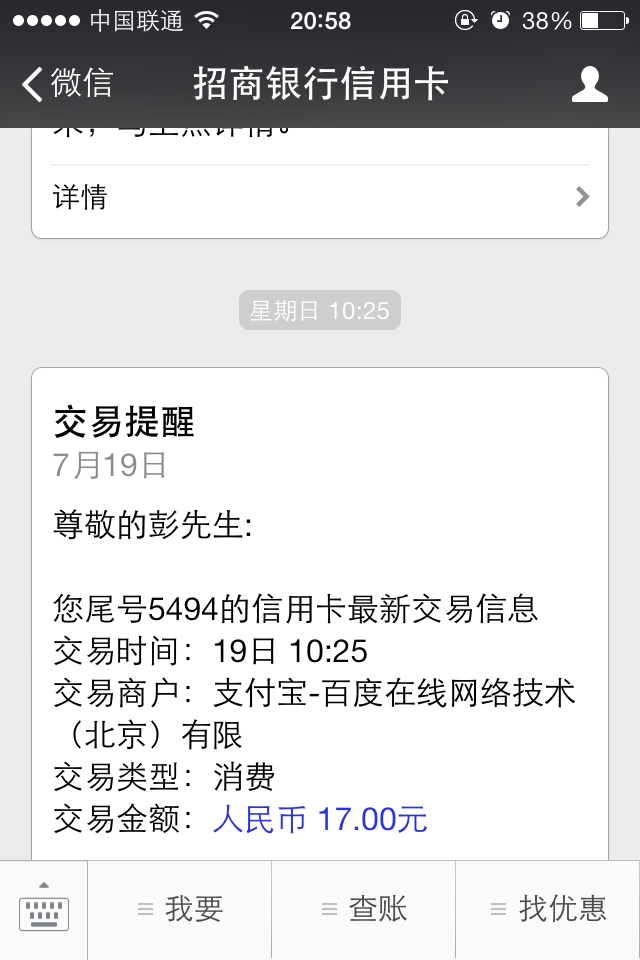 中国联通 20:58 38%
微信 招商银行信用卡
详情
星期日 10:25
交易提醒
7月19日
尊敬的彭先生:
您尾号5494的信用卡最新交易信息
交易时间：19日 10:25
交易商户：支付宝-百度在线网络技术
（北京）有限
交易类型：消费
交易金额：人民币 17.00元
我要 查账 找优惠